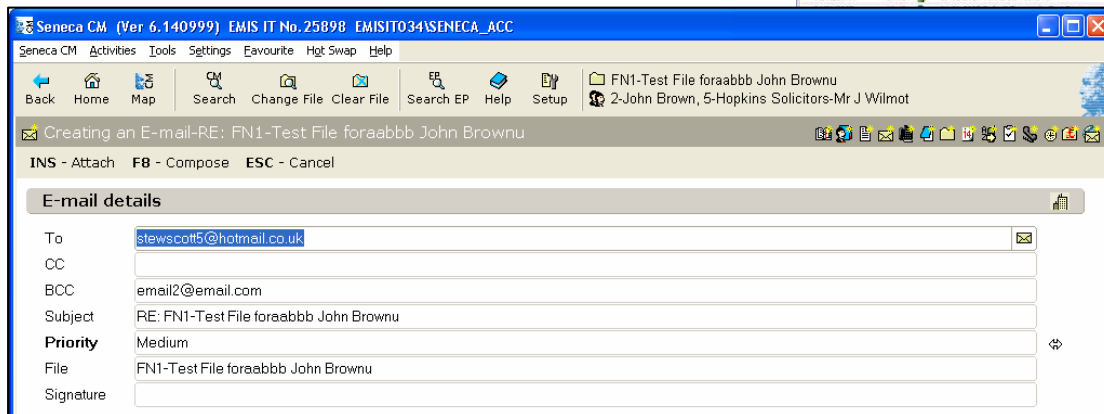 Seneca CM (Ver 6.140999) EMIS IT No.25898 EMISIT034\SENECA_ACC
Seneca CM Activities Tools Settings Favourite Hot Swap Help
Back Home Map Search Change File Clear File Search EP Help Setup
FN1-Test File foraabbb John Brownu
2-John Brown, 5-Hopkins Solicitors-Mr J Wilmot
Creating an E-mail-RE: FN1-Test File foraabbb John Brownu
INS - Attach F8 - Compose ESC - Cancel
E-mail details
To stewscott5@hotmail.co.uk
CC
BCC email2@email.com
Subject RE: FN1-Test File foraabbb John Brownu
Priority Medium
File FN1-Test File foraabbb John Brownu
Signature